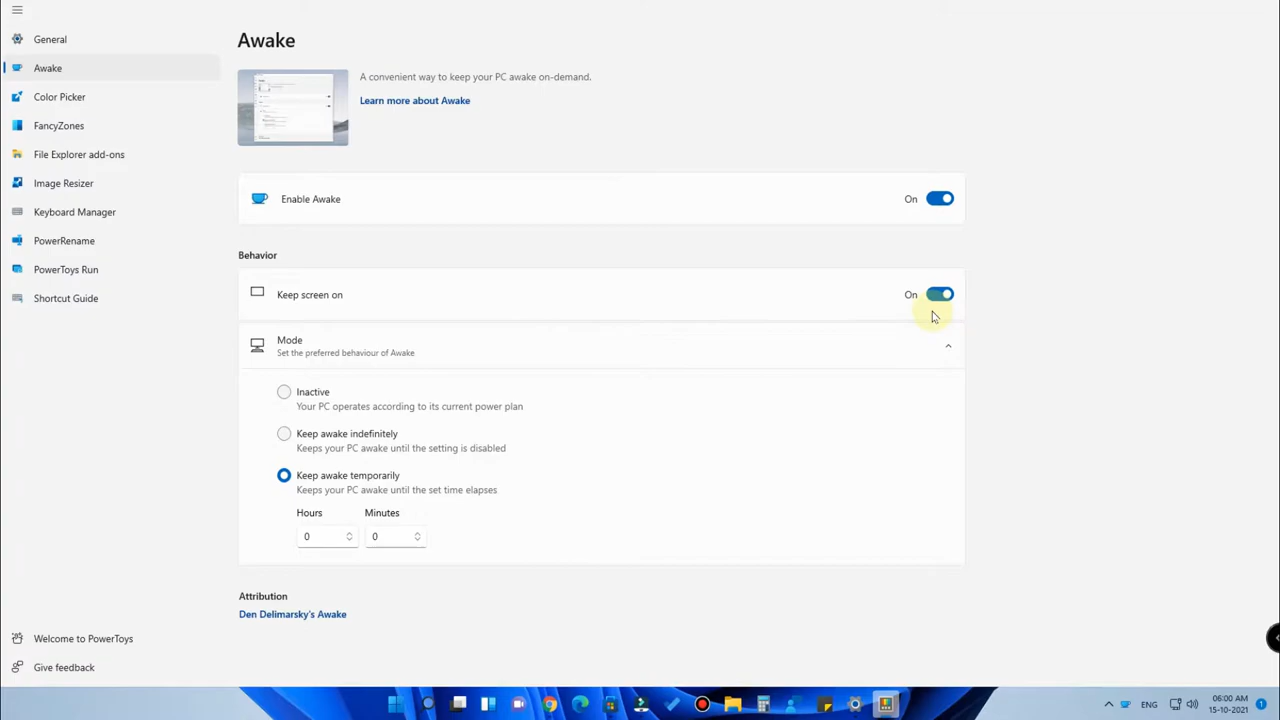 General
Awake
Color Picker
FancyZones
File Explorer add-ons
Image Resizer
Keyboard Manager
PowerRename
PowerToys Run
Shortcut Guide
Welcome to PowerToys
Give feedback
Awake
A convenient way to keep your PC awake on-demand.
Learn more about Awake
Enable Awake
On
Behavior
Keep screen on
On
Mode
Set the preferred behaviour of Awake
Inactive
Your PC operates according to its current power plan
Keep awake indefinitely
Keeps your PC awake until the setting is disabled
Keep awake temporarily
Keeps your PC awake until the set time elapses
Hours Minutes
0 0
Attribution
Den Delimarsky's Awake
ENG
06:00 AM
15-10-2021